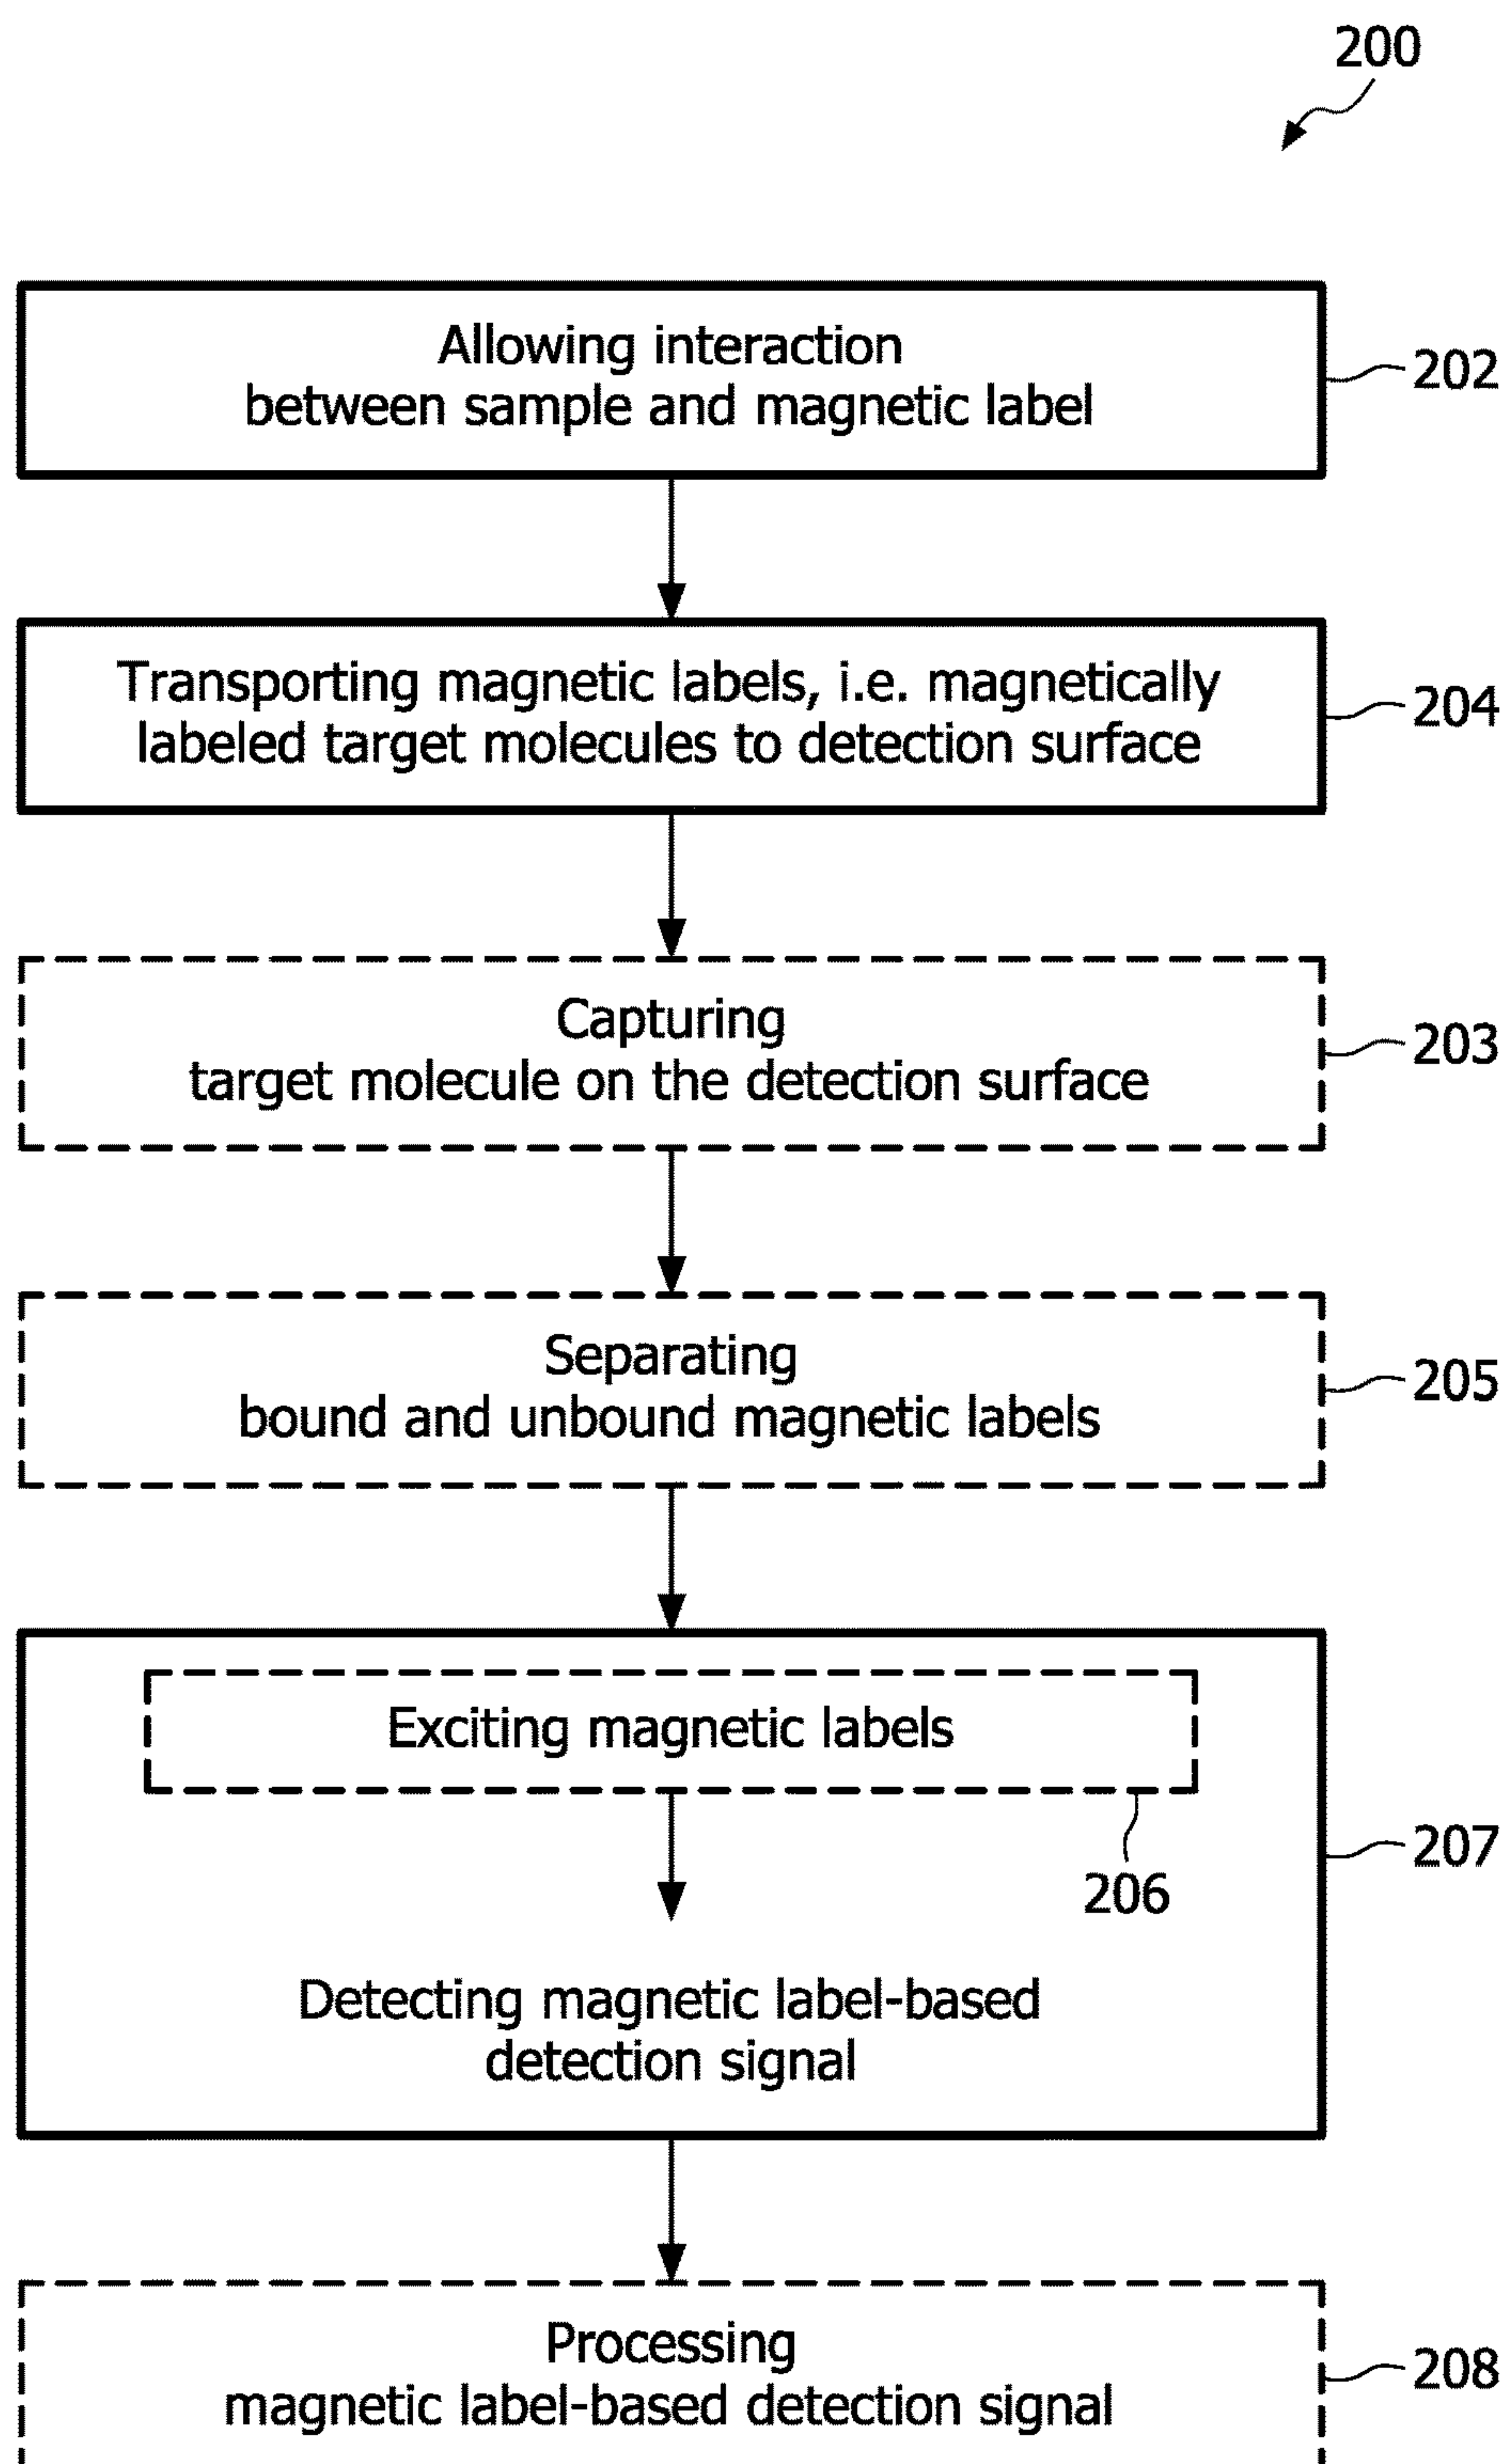 200
Allowing interaction
between sample and magnetic label
202
Transporting magnetic labels, i.e. magnetically
labeled target molecules to detection surface
204
Capturing
target molecule on the detection surface
203
Separating
bound and unbound magnetic labels
205
Exciting magnetic labels
206
207
Detecting magnetic label-based
detection signal
Processing
magnetic label-based detection signal
208